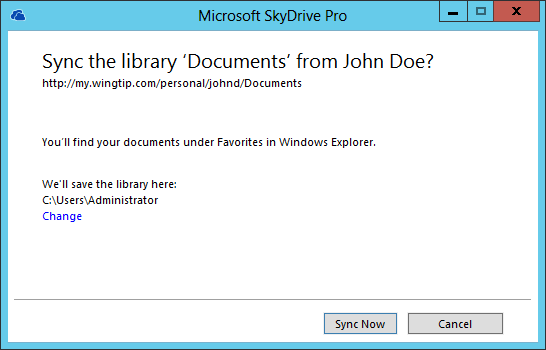 Microsoft SkyDrive Pro
Sync the library ‘Documents’ from John Doe?
http://my.wingtip.com/personal/johnd/Documents
You’ll find your documents under Favorites in Windows Explorer.
We’ll save the library here:
C:\Users\Administrator
Change
Sync Now
Cancel